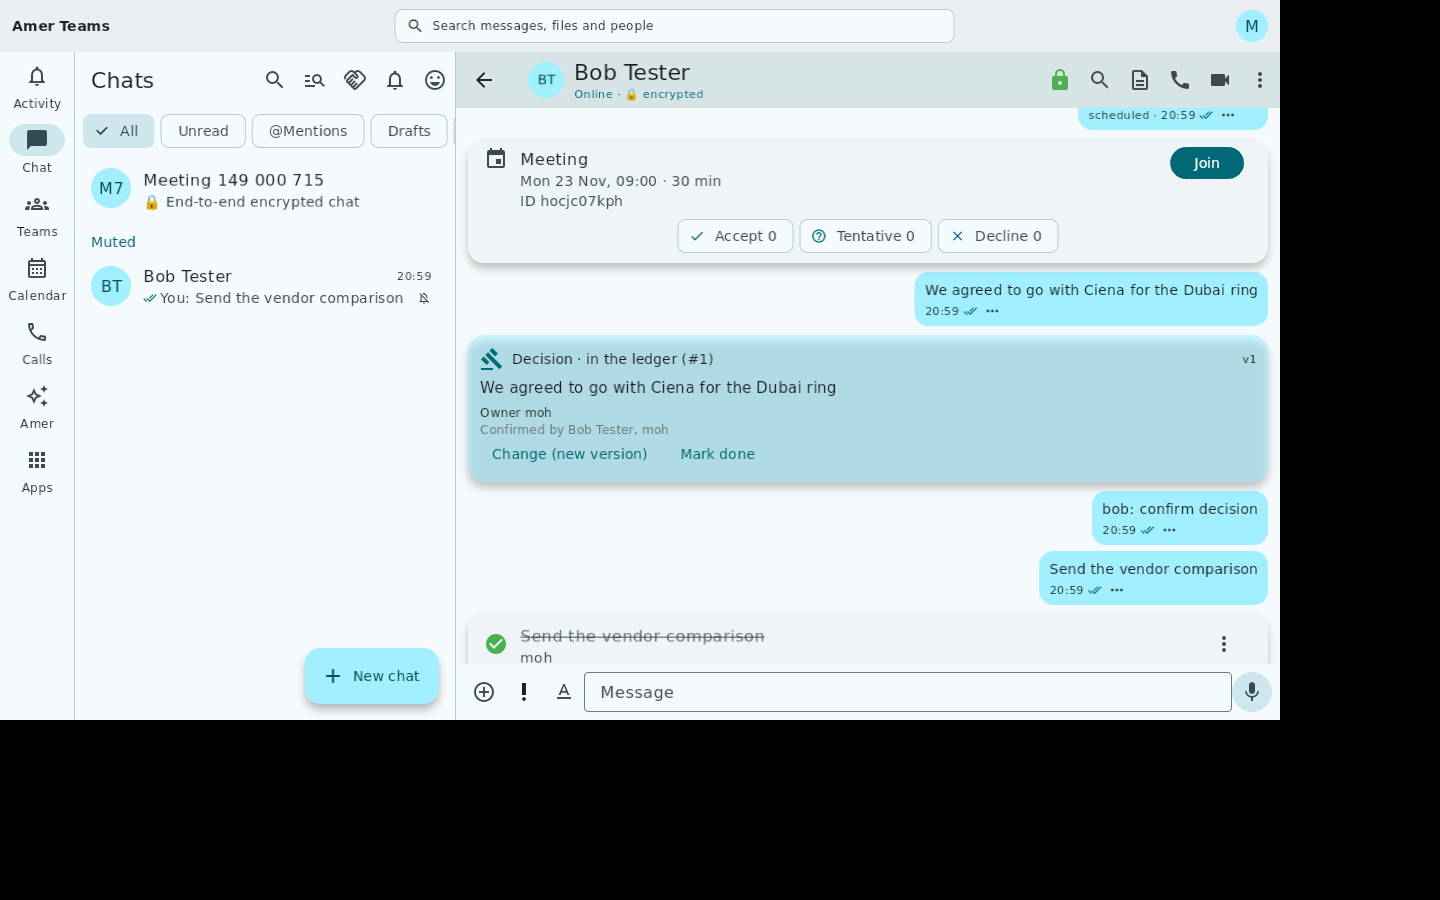 Amer Teams
Search messages, files and people
M
Activity
Chat
Teams
Calendar
Calls
Amer
Apps
Chats
All
Unread
@Mentions
Drafts
M7
Meeting 149 000 715
🔒 End-to-end encrypted chat
Muted
BT
Bob Tester
20:59
You: Send the vendor comparison
New chat
BT
Bob Tester
Online · 🔒 encrypted
scheduled · 20:59
Meeting
Mon 23 Nov, 09:00 · 30 min
ID hocjc07kph
Join
Accept 0
Tentative 0
Decline 0
We agreed to go with Ciena for the Dubai ring
20:59
Decision · in the ledger (#1)
v1
We agreed to go with Ciena for the Dubai ring
Owner moh
Confirmed by Bob Tester, moh
Change (new version)
Mark done
bob: confirm decision
20:59
Send the vendor comparison
20:59
Send the vendor comparison
moh
A
Message